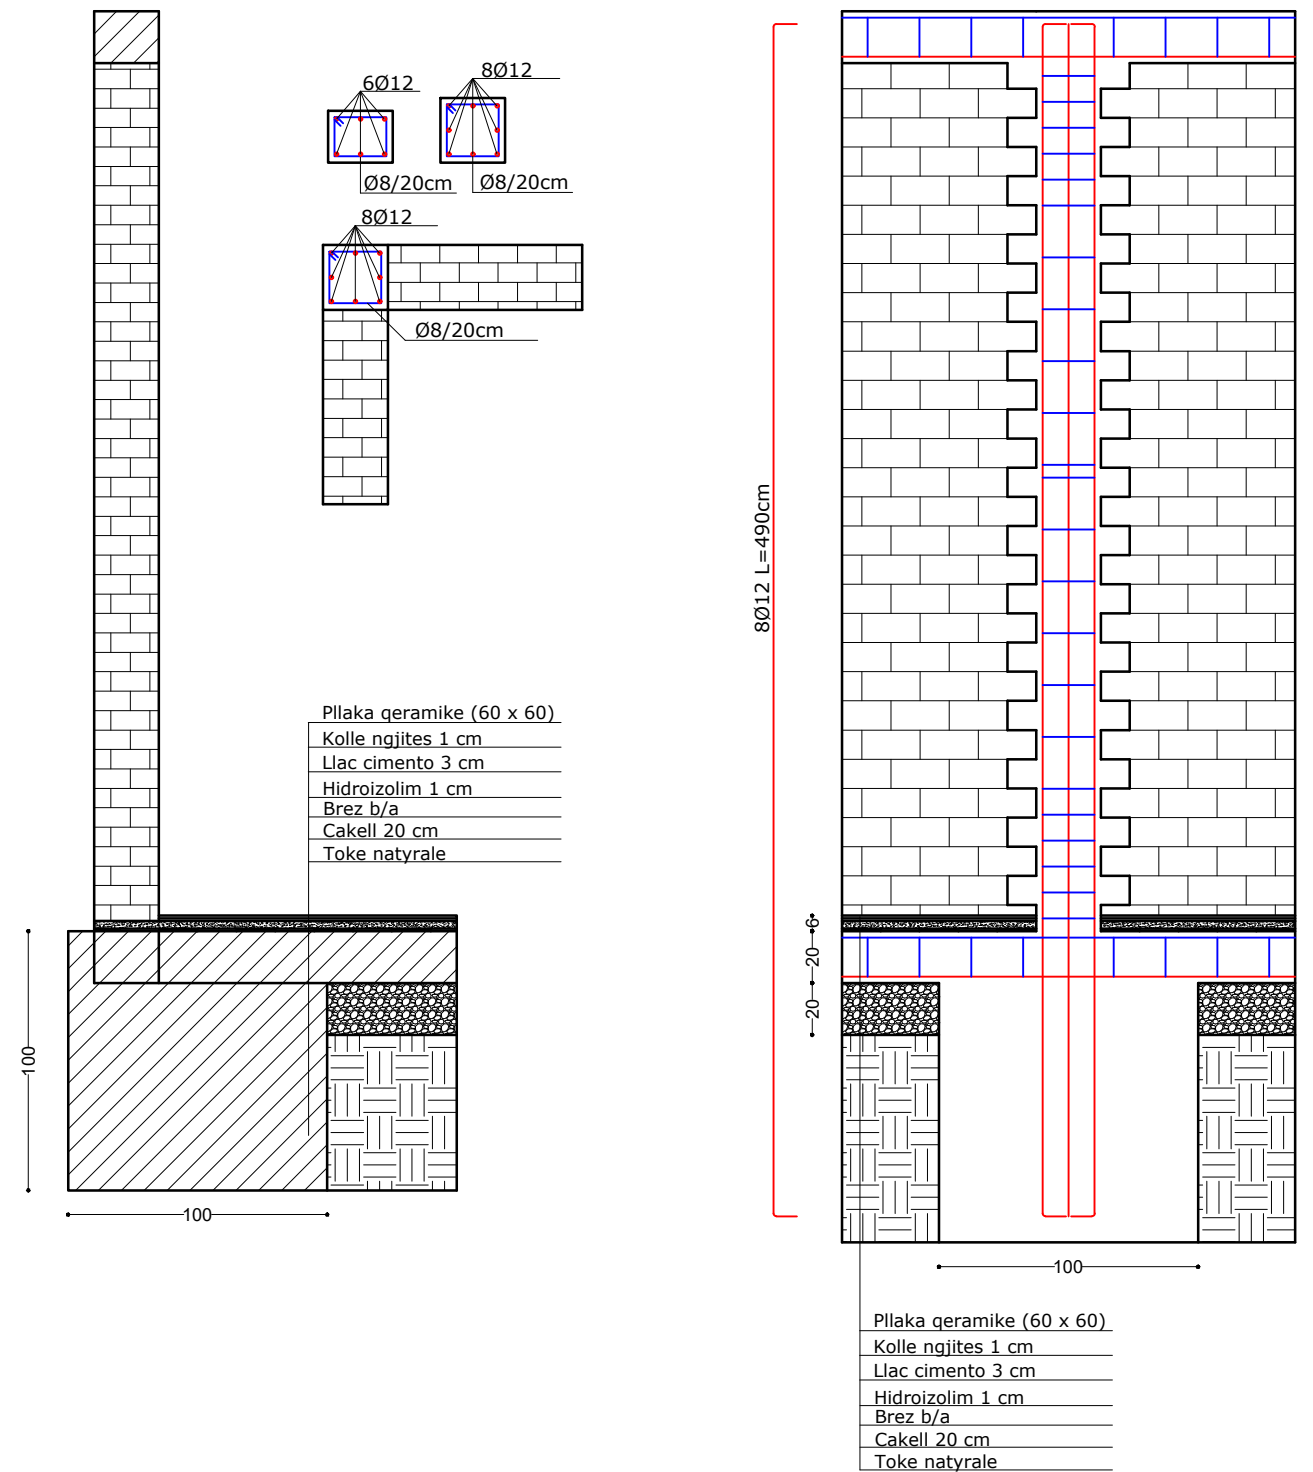 6Ø12
8Ø12
Ø8/20cm
Ø8/20cm
8Ø12
Ø8/20cm
8Ø12 L=490cm
Pllaka qeramike (60 x 60)
Kolle ngjites 1 cm
Llac cimento 3 cm
Hidroizolim 1 cm
Brez b/a
Cakell 20 cm
Toke natyrale
100
100
6
20
20
100
Pllaka qeramike (60 x 60)
Kolle ngjites 1 cm
Llac cimento 3 cm
Hidroizolim 1 cm
Brez b/a
Cakell 20 cm
Toke natyrale